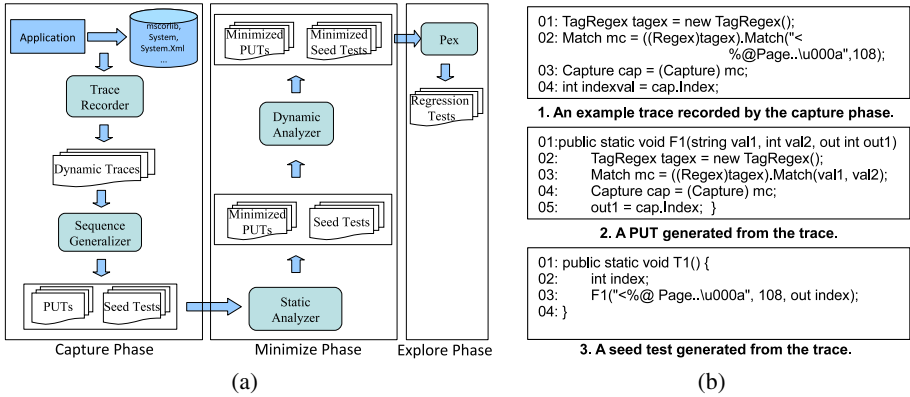 Application
mscorlib,
System,
System.Xml
...
Trace
Recorder
Dynamic Traces
Sequence
Generalizer
PUTs
Seed Tests
Capture Phase
Minimized
PUTs
Minimized
Seed Tests
Dynamic
Analyzer
Minimized
PUTs
Seed Tests
Static
Analyzer
Minimize Phase
Pex
Regression
Tests
Explore Phase
(a)
01: TagRegex tagex = new TagRegex();
02: Match mc = ((Regex)tagex).Match("<
%@Page..\u000a",108);
03: Capture cap = (Capture) mc;
04: int indexval = cap.Index;
1. An example trace recorded by the capture phase.
01:public static void F1(string val1, int val2, out int out1)
02: TagRegex tagex = new TagRegex();
03: Match mc = ((Regex)tagex).Match(val1, val2);
04: Capture cap = (Capture) mc;
05: out1 = cap.Index; }
2. A PUT generated from the trace.
01: public static void T1() {
02: int index;
03: F1("<%@ Page..\u000a", 108, out index);
04: }
3. A seed test generated from the trace.
(b)